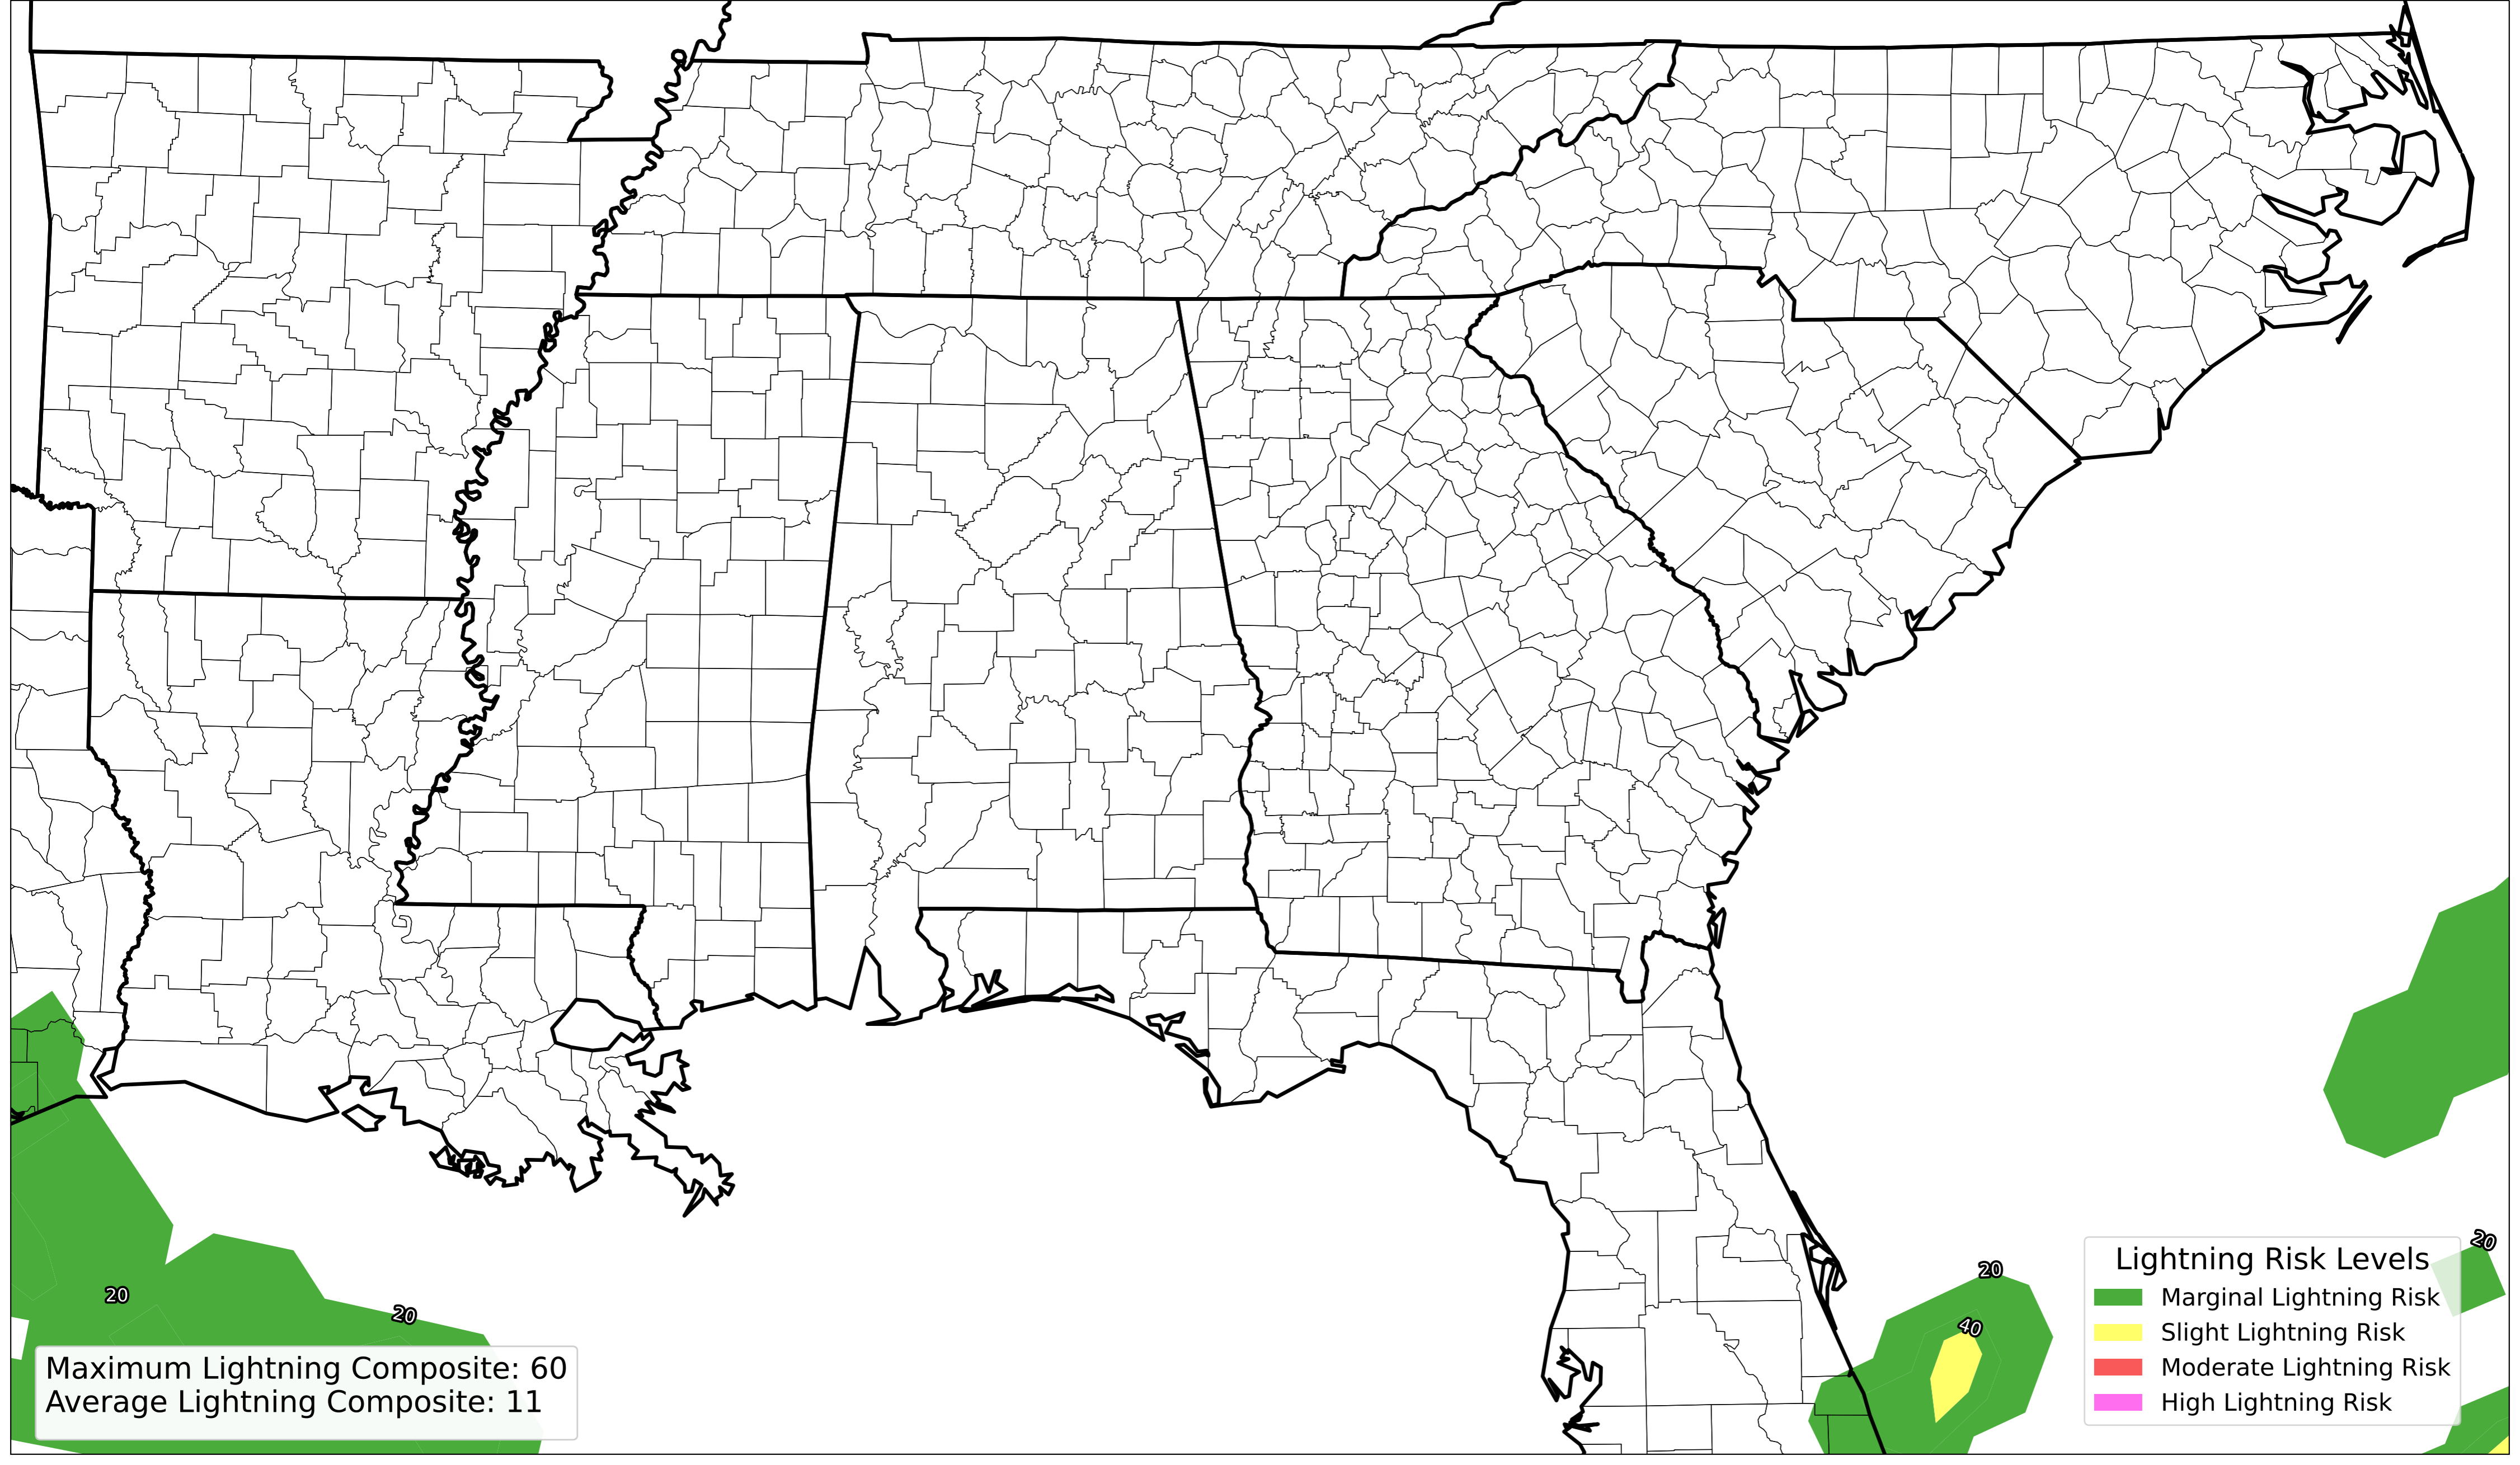 20
20
20
40
20
Maximum Lightning Composite: 60
Average Lightning Composite: 11
Lightning Risk Levels
Marginal Lightning Risk
Slight Lightning Risk
Moderate Lightning Risk
High Lightning Risk